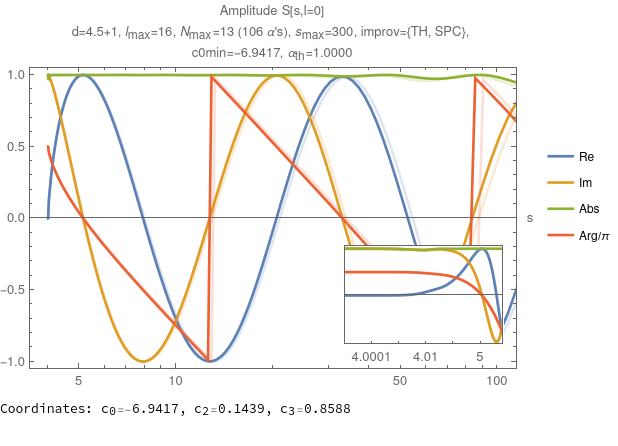 Amplitude S[s,l=0]
d=4.5+1, lmax=16, Nmax=13 (106 α's), smax=300, improv={TH, SPC},
c0min=-6.9417, αth=1.0000
1.0
0.5
0.0
-0.5
-1.0
s
Re
Im
Abs
Arg/π
4.0001 4.01 5
5 10 50 100
Coordinates: c0=-6.9417, c2=0.1439, c3=0.8588